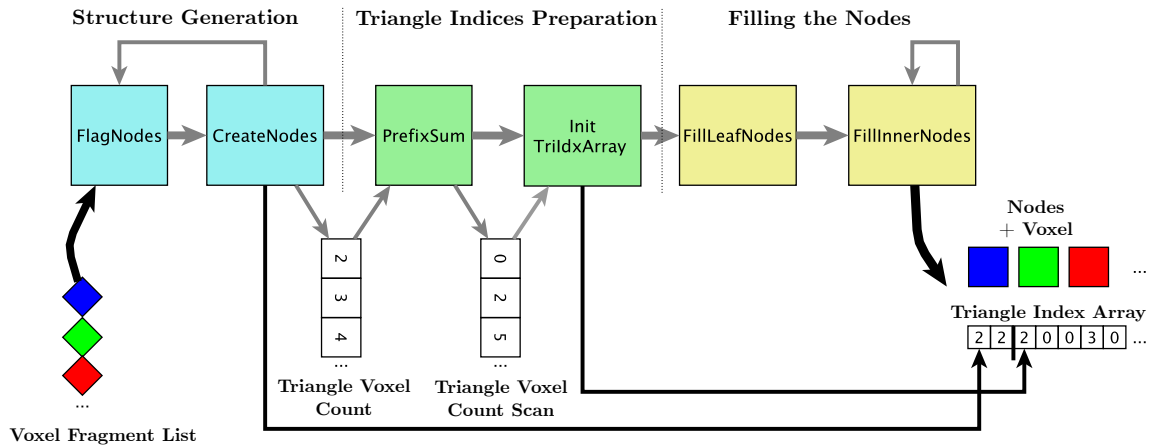 Structure Generation
Triangle Indices Preparation
Filling the Nodes
FlagNodes
CreateNodes
PrefixSum
Init
TriIdxArray
FillLeafNodes
FillInnerNodes
2
3
4
...
Triangle Voxel
Count
0
2
5
...
Triangle Voxel
Count Scan
...
Voxel Fragment List
Nodes
+ Voxel
...
Triangle Index Array
2 2 2 0 0 3 0 ...